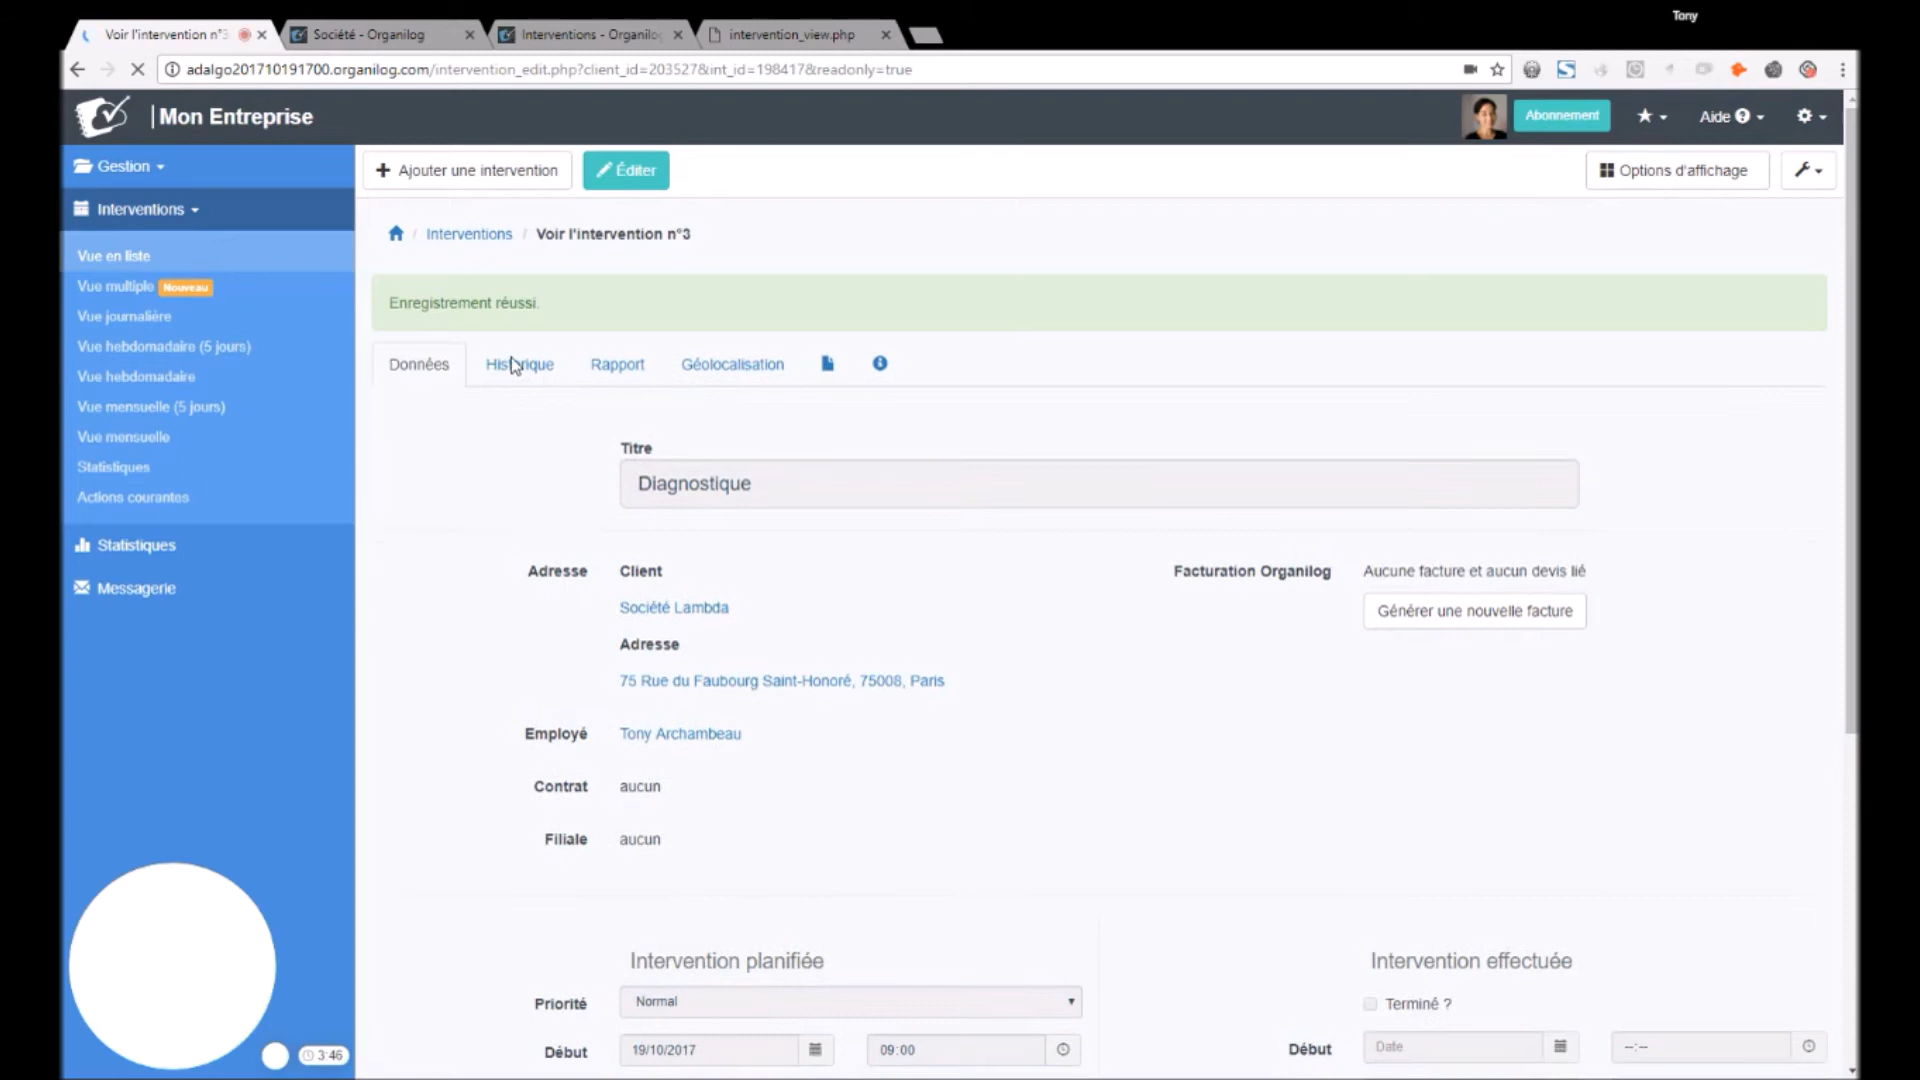 Tony
Voir l'intervention n°3
Société - Organilog
Interventions - Organilog
intervention_view.php
adalgo201710191700.organilog.com/intervention_edit.php?client_id=203527&int_id=198417&readonly=true
Mon Entreprise
Abonnement
Aide
Gestion
Ajouter une intervention
Éditer
Options d'affichage
Interventions
Interventions / Voir l'intervention n°3
Vue en liste
Vue multiple Nouveau
Vue journalière
Vue hebdomadaire (5 jours)
Vue hebdomadaire
Vue mensuelle (5 jours)
Vue mensuelle
Statistiques
Actions courantes
Statistiques
Messagerie
Enregistrement réussi.
Données Historique Rapport Géolocalisation
Titre
Diagnostique
Adresse Client
Société Lambda
Adresse
75 Rue du Faubourg Saint-Honoré, 75008, Paris
Facturation Organilog Aucune facture et aucun devis lié
Générer une nouvelle facture
Employé Tony Archambeau
Contrat aucun
Filiale aucun
Intervention planifiée
Priorité Normal
Début 19/10/2017 09:00
Intervention effectuée
Terminé ?
Début Date --:--
3:46